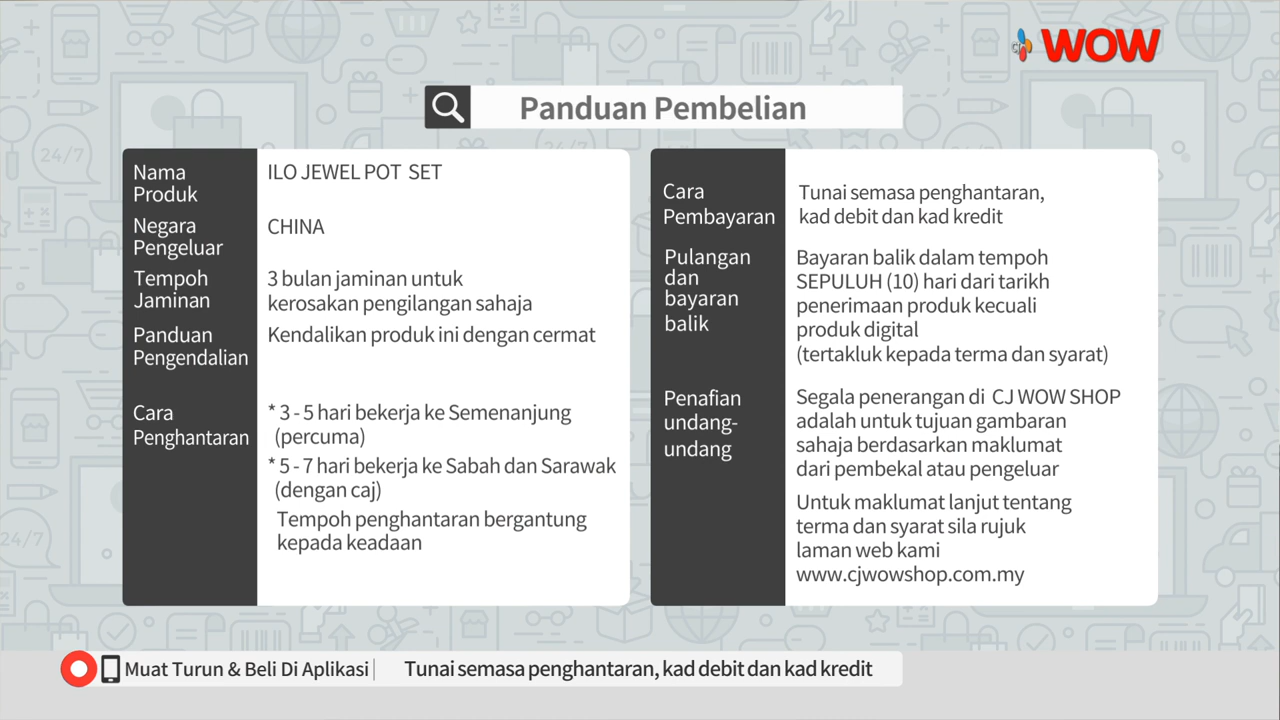 CJ WOW
Panduan Pembelian
Nama
Produk
ILO JEWEL POT SET
Negara
Pengeluar
CHINA
Tempoh
Jaminan
3 bulan jaminan untuk
kerosakan pengilangan sahaja
Panduan
Pengendalian
Kendalikan produk ini dengan cermat
Cara
Penghantaran
* 3 - 5 hari bekerja ke Semenanjung
(percuma)
* 5 - 7 hari bekerja ke Sabah dan Sarawak
(dengan caj)
Tempoh penghantaran bergantung
kepada keadaan
Cara
Pembayaran
Tunai semasa penghantaran,
kad debit dan kad kredit
Pulangan
dan
bayaran
balik
Bayaran balik dalam tempoh
SEPULUH (10) hari dari tarikh
penerimaan produk kecuali
produk digital
(tertakluk kepada terma dan syarat)
Penafian
undang-
undang
Segala penerangan di CJ WOW SHOP
adalah untuk tujuan gambaran
sahaja berdasarkan maklumat
dari pembekal atau pengeluar
Untuk maklumat lanjut tentang
terma dan syarat sila rujuk
laman web kami
www.cjwowshop.com.my
Muat Turun & Beli Di Aplikasi | Tunai semasa penghantaran, kad debit dan kad kredit
24/7
24/7
24/7